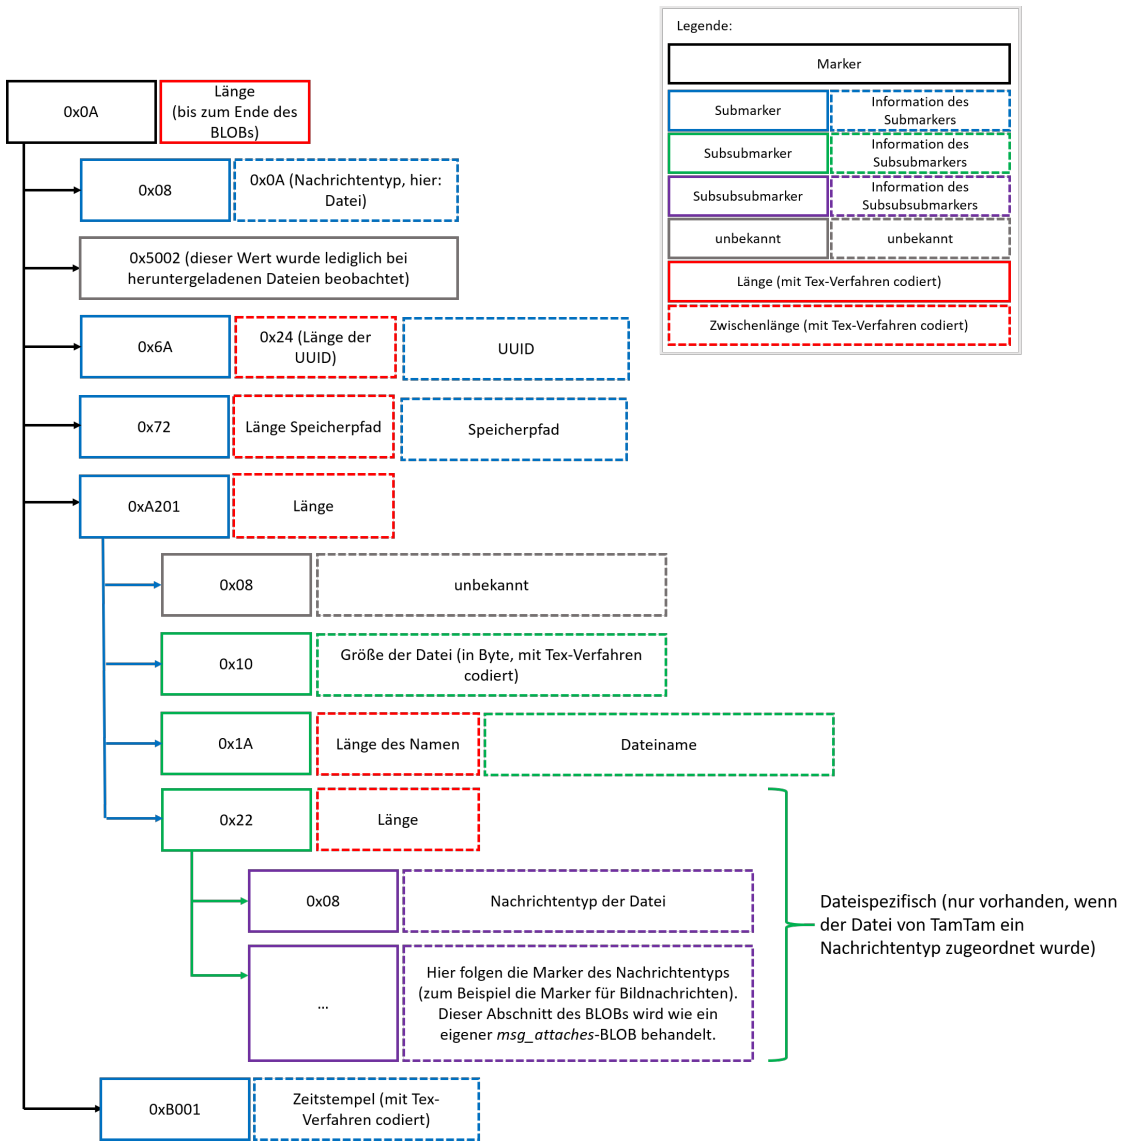 Legende:
Marker
Submarker
Information des
Submarkers
Subsubmarker
Information des
Subsubmarkers
Subsubsubmarker
Information des
Subsubsubmarkers
unbekannt
unbekannt
Länge (mit Tex-Verfahren codiert)
Zwischenlänge (mit Tex-Verfahren codiert)
0x0A
Länge
(bis zum Ende des
BLOBs)
0x08
0x0A (Nachrichtentyp, hier:
Datei)
0x5002 (dieser Wert wurde lediglich bei
heruntergeladenen Dateien beobachtet)
0x6A
0x24 (Länge der
UUID)
UUID
0x72
Länge Speicherpfad
Speicherpfad
0xA201
Länge
0x08
unbekannt
0x10
Größe der Datei (in Byte, mit Tex-Verfahren
codiert)
0x1A
Länge des Namen
Dateiname
0x22
Länge
0x08
Nachrichtentyp der Datei
...
Hier folgen die Marker des Nachrichtentyps
(zum Beispiel die Marker für Bildnachrichten).
Dieser Abschnitt des BLOBs wird wie ein
eigener msg_attaches-BLOB behandelt.
Dateispezifisch (nur vorhanden, wenn
der Datei von TamTam ein
Nachrichtentyp zugeordnet wurde)
0xB001
Zeitstempel (mit Tex-
Verfahren codiert)